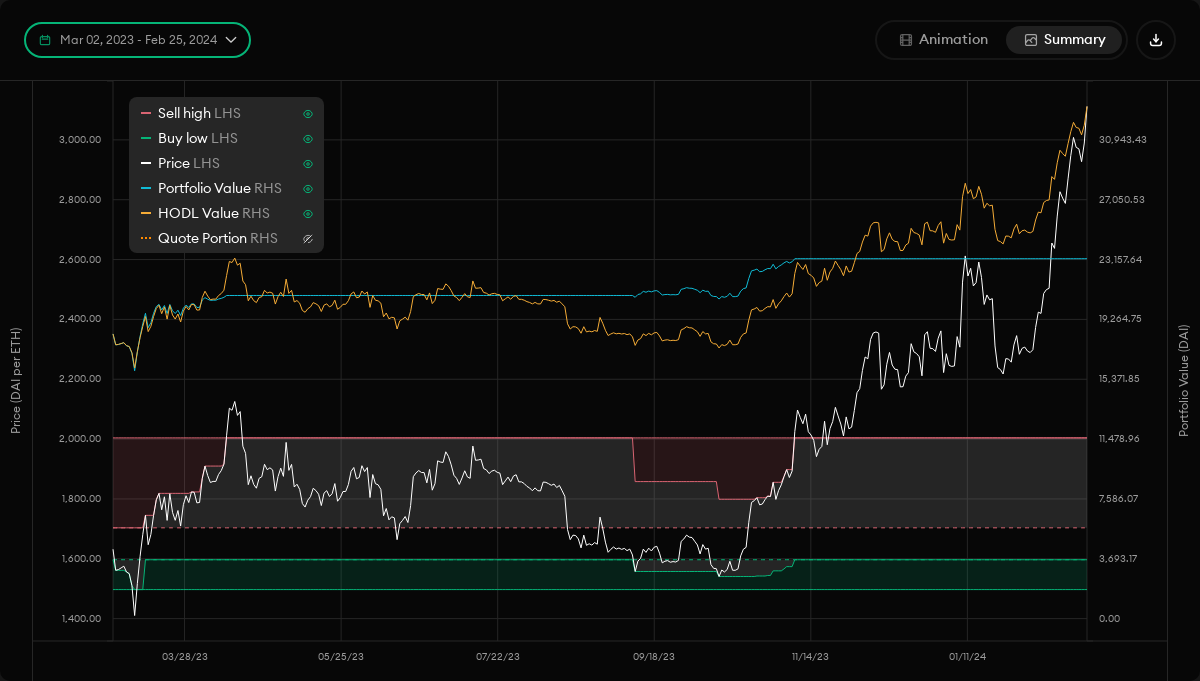 Mar 02, 2023 - Feb 25, 2024
Animation
Summary
Sell high LHS
Buy low LHS
Price LHS
Portfolio Value RHS
HODL Value RHS
Quote Portion RHS
Price (DAI per ETH)
3,000.00
2,800.00
2,600.00
2,400.00
2,200.00
2,000.00
1,800.00
1,600.00
1,400.00
30,943.43
27,050.53
23,157.64
19,264.75
15,371.85
11,478.96
7,586.07
3,693.17
0.00
Portfolio Value (DAI)
03/28/23
05/25/23
07/22/23
09/18/23
11/14/23
01/11/24